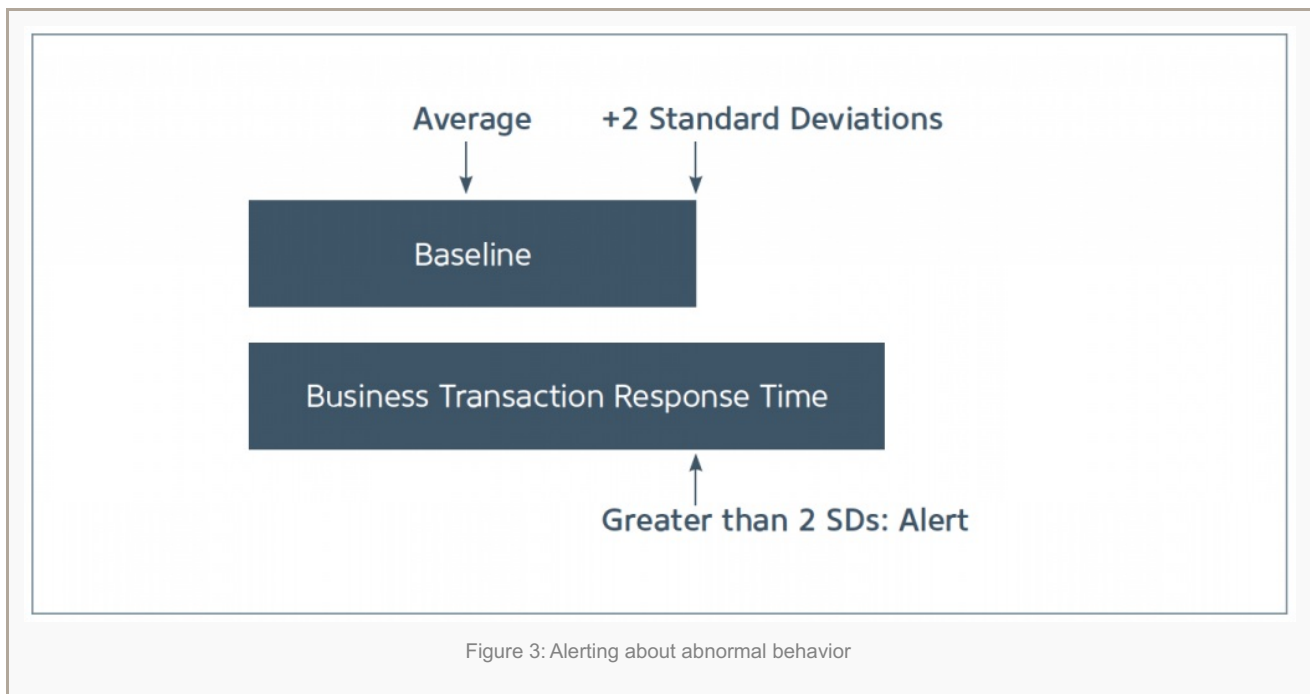 Average
+2 Standard Deviations
Baseline
Business Transaction Response Time
Greater than 2 SDs: Alert
Figure 3: Alerting about abnormal behavior